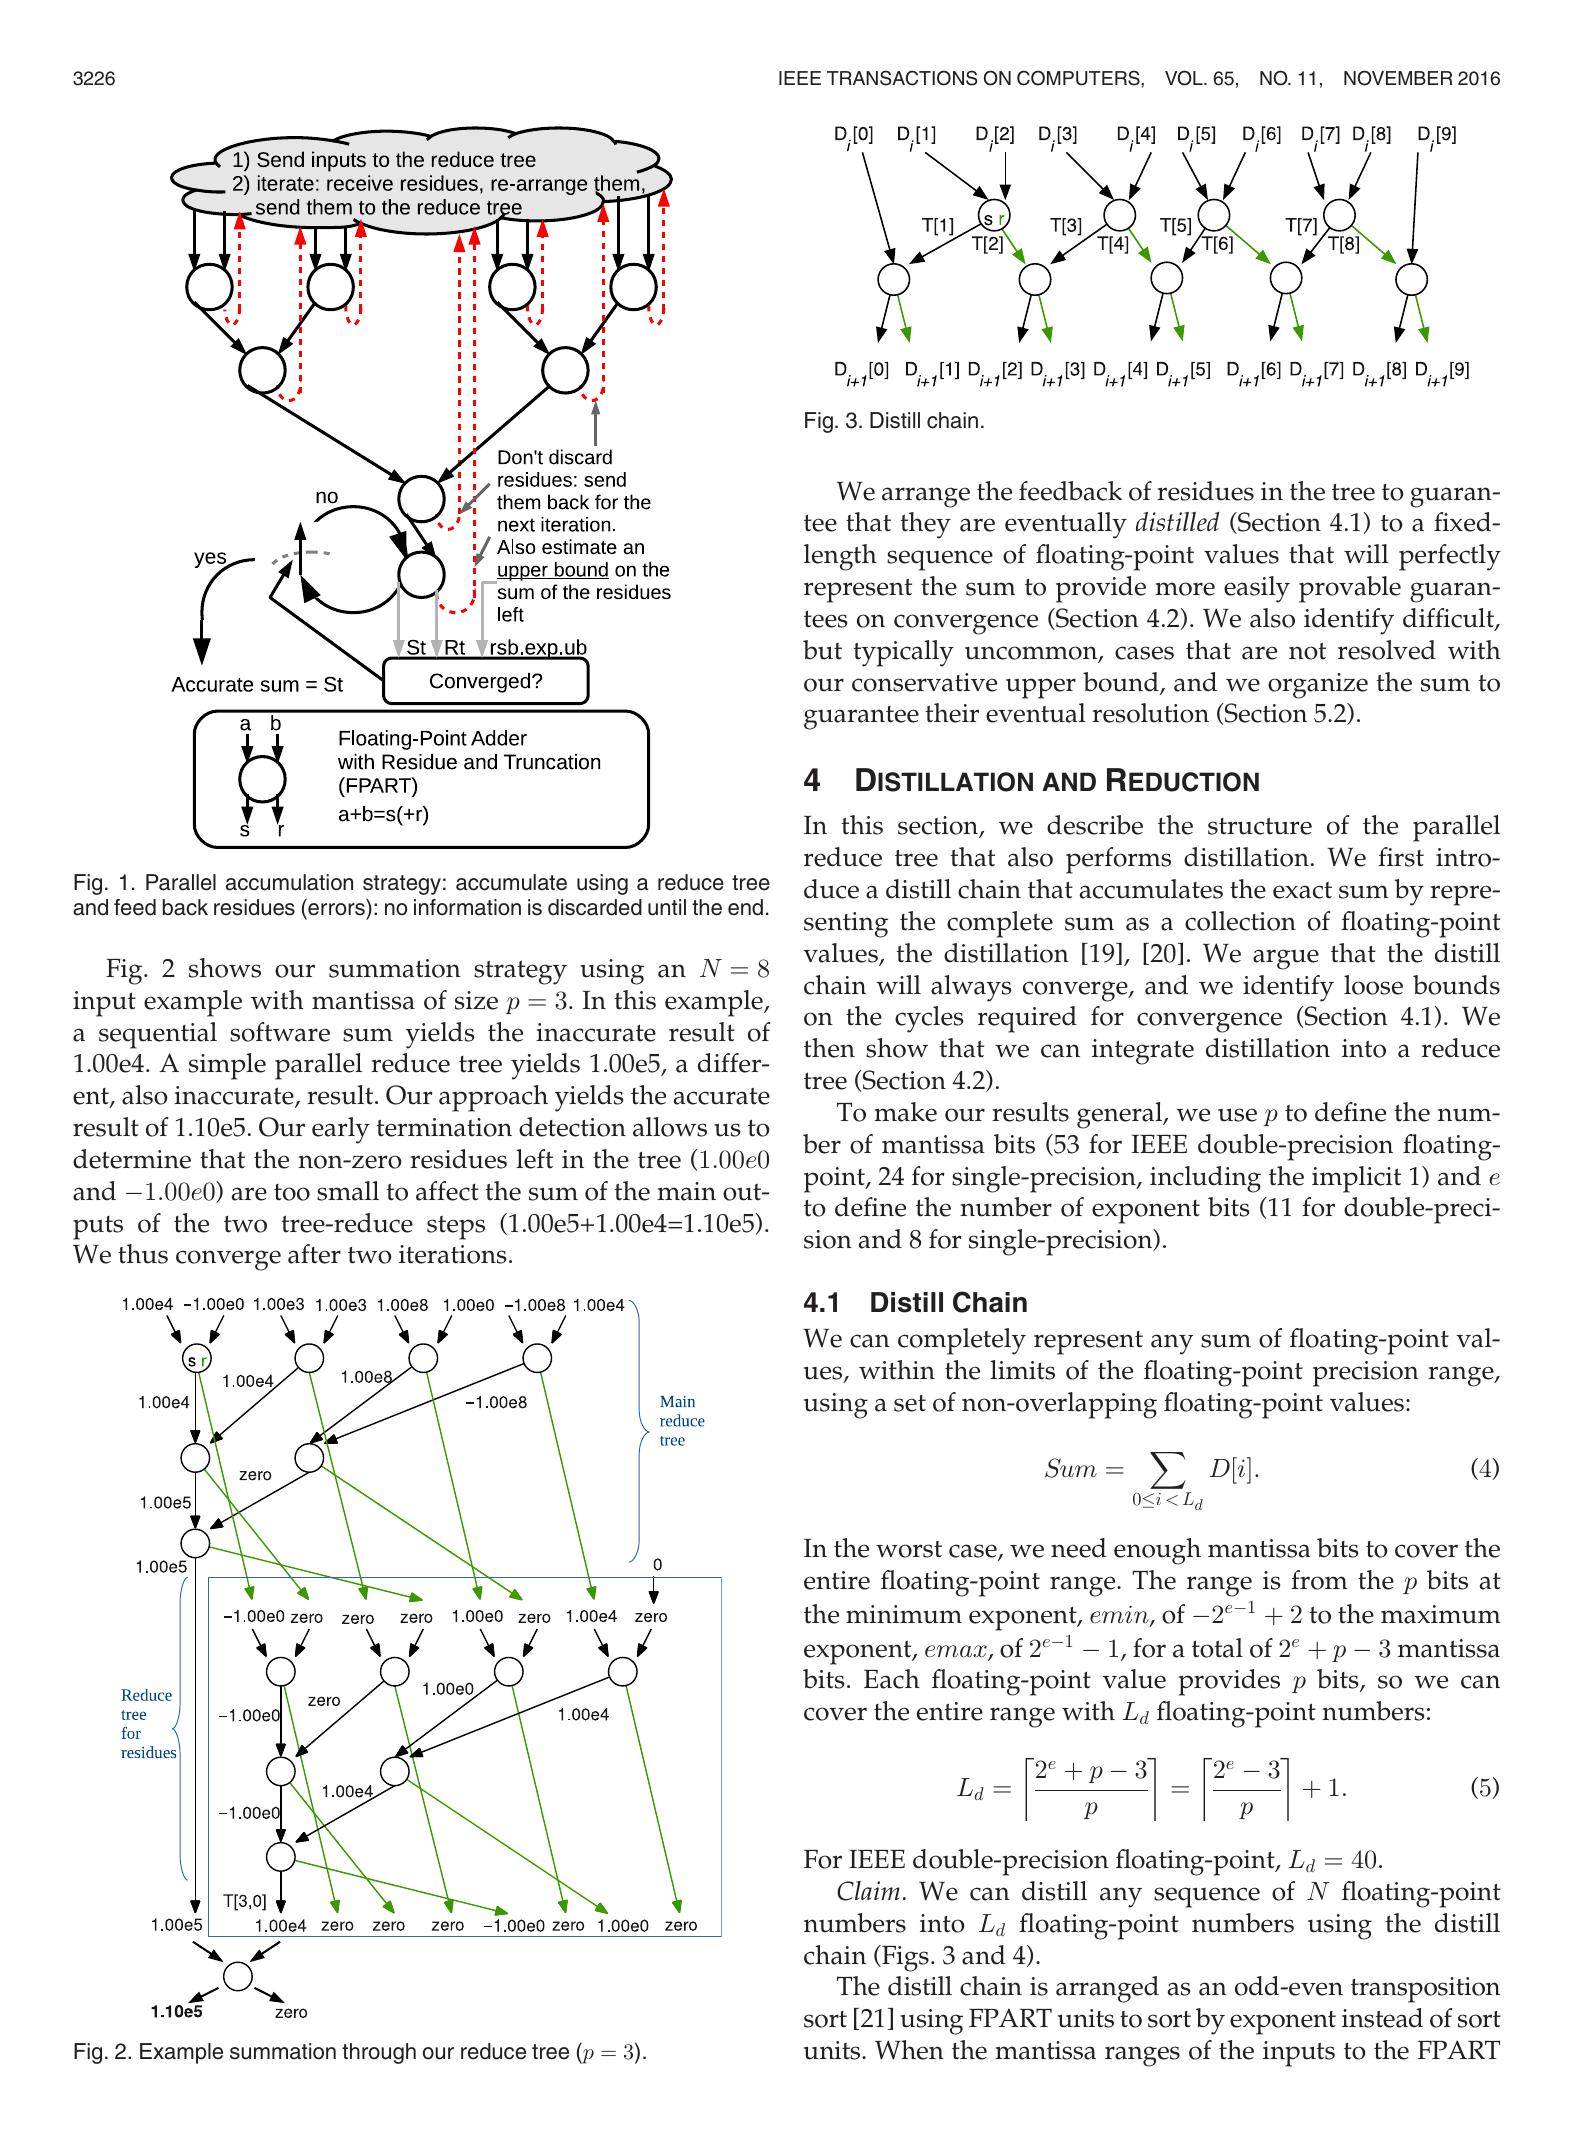 3226
IEEE TRANSACTIONS ON COMPUTERS, VOL. 65, NO. 11, NOVEMBER 2016
1) Send inputs to the reduce tree
2) iterate: receive residues, re-arrange them,
send them to the reduce tree
Don't discard
residues: send
them back for the
next iteration.
Also estimate an
upper bound on the
sum of the residues
left
no
yes
St Rt rsb.exp.ub
Accurate sum = St
Converged?
a b
Floating-Point Adder
with Residue and Truncation
(FPART)
a+b=s(+r)
s r
Fig. 1. Parallel accumulation strategy: accumulate using a reduce tree
and feed back residues (errors): no information is discarded until the end.
Fig. 2 shows our summation strategy using an N = 8
input example with mantissa of size p = 3. In this example,
a sequential software sum yields the inaccurate result of
1.00e4. A simple parallel reduce tree yields 1.00e5, a differ-
ent, also inaccurate, result. Our approach yields the accurate
result of 1.10e5. Our early termination detection allows us to
determine that the non-zero residues left in the tree (1.00e0
and −1.00e0) are too small to affect the sum of the main out-
puts of the two tree-reduce steps (1.00e5+1.00e4=1.10e5).
We thus converge after two iterations.
1.00e4 −1.00e0 1.00e3 1.00e3 1.00e8 1.00e0 −1.00e8 1.00e4
s r
1.00e4
1.00e8
1.00e4
−1.00e8
Main
reduce
tree
zero
1.00e5
1.00e5
0
−1.00e0 zero zero zero 1.00e0 zero 1.00e4 zero
Reduce
tree
for
residues
zero
1.00e0
−1.00e0
1.00e4
1.00e4
−1.00e0
T[3,0]
1.00e5 1.00e4 zero zero zero −1.00e0 zero 1.00e0 zero
1.10e5 zero
Fig. 2. Example summation through our reduce tree (p = 3).
D_i[0] D_i[1] D_i[2] D_i[3] D_i[4] D_i[5] D_i[6] D_i[7] D_i[8] D_i[9]
s r
T[1] T[3] T[5] T[7]
T[2] T[4] T[6] T[8]
D_{i+1}[0] D_{i+1}[1] D_{i+1}[2] D_{i+1}[3] D_{i+1}[4] D_{i+1}[5] D_{i+1}[6] D_{i+1}[7] D_{i+1}[8] D_{i+1}[9]
Fig. 3. Distill chain.
We arrange the feedback of residues in the tree to guaran-
tee that they are eventually distilled (Section 4.1) to a fixed-
length sequence of floating-point values that will perfectly
represent the sum to provide more easily provable guaran-
tees on convergence (Section 4.2). We also identify difficult,
but typically uncommon, cases that are not resolved with
our conservative upper bound, and we organize the sum to
guarantee their eventual resolution (Section 5.2).
4 DISTILLATION AND REDUCTION
In this section, we describe the structure of the parallel
reduce tree that also performs distillation. We first intro-
duce a distill chain that accumulates the exact sum by repre-
senting the complete sum as a collection of floating-point
values, the distillation [19], [20]. We argue that the distill
chain will always converge, and we identify loose bounds
on the cycles required for convergence (Section 4.1). We
then show that we can integrate distillation into a reduce
tree (Section 4.2).
To make our results general, we use p to define the num-
ber of mantissa bits (53 for IEEE double-precision floating-
point, 24 for single-precision, including the implicit 1) and e
to define the number of exponent bits (11 for double-preci-
sion and 8 for single-precision).
4.1 Distill Chain
We can completely represent any sum of floating-point val-
ues, within the limits of the floating-point precision range,
using a set of non-overlapping floating-point values:
Sum = ∑_{0≤i<L_d} D[i]. (4)
In the worst case, we need enough mantissa bits to cover the
entire floating-point range. The range is from the p bits at
the minimum exponent, emin, of −2^{e−1} + 2 to the maximum
exponent, emax, of 2^{e−1} − 1, for a total of 2^e + p − 3 mantissa
bits. Each floating-point value provides p bits, so we can
cover the entire range with L_d floating-point numbers:
L_d = ⌈(2^e + p − 3)/p⌉ = ⌈(2^e − 3)/p⌉ + 1. (5)
For IEEE double-precision floating-point, L_d = 40.
Claim. We can distill any sequence of N floating-point
numbers into L_d floating-point numbers using the distill
chain (Figs. 3 and 4).
The distill chain is arranged as an odd-even transposition
sort [21] using FPART units to sort by exponent instead of sort
units. When the mantissa ranges of the inputs to the FPART